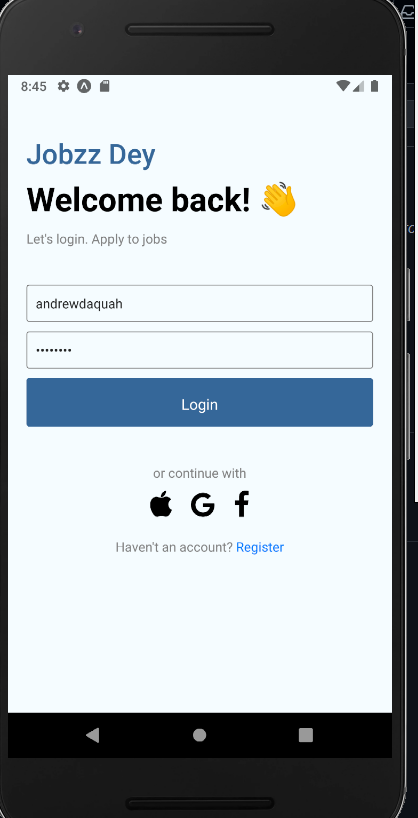 8:45
Jobzz Dey
Welcome back! 👋
Let's login. Apply to jobs
andrewdaquah
••••••••
Login
or continue with
Haven't an account? Register